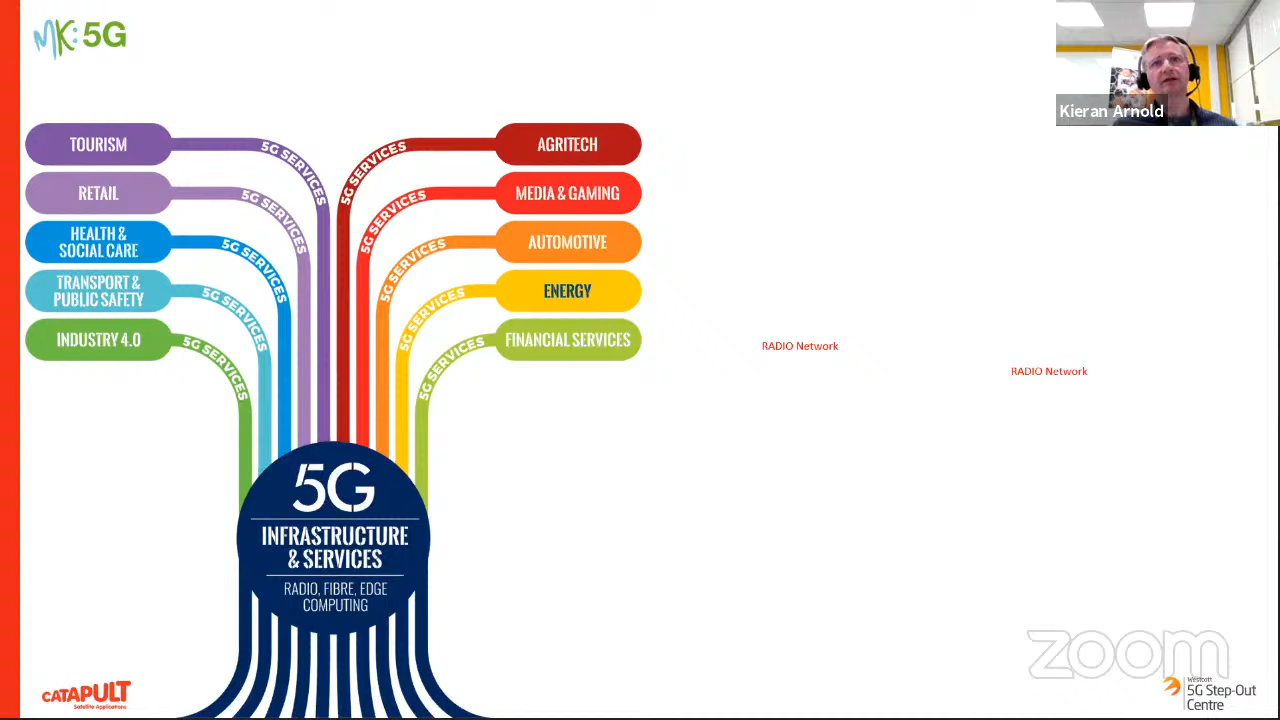 MK:5G
Kieran Arnold
TOURISM
5G SERVICES
RETAIL
5G SERVICES
HEALTH &
SOCIAL CARE
5G SERVICES
TRANSPORT &
PUBLIC SAFETY
5G SERVICES
INDUSTRY 4.0
5G SERVICES
AGRITECH
5G SERVICES
MEDIA & GAMING
5G SERVICES
AUTOMOTIVE
5G SERVICES
ENERGY
5G SERVICES
FINANCIAL SERVICES
5G SERVICES
RADIO Network
RADIO Network
5G
INFRASTRUCTURE
& SERVICES
RADIO, FIBRE, EDGE
COMPUTING
CATAPULT
Satellite Applications
zoom
Westcott
5G Step-Out
Centre